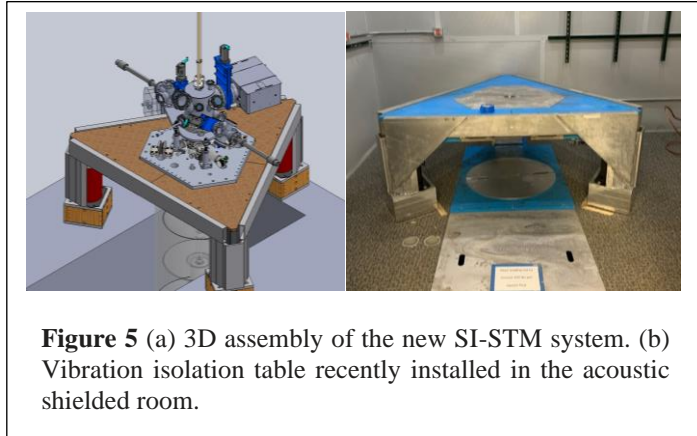 Figure 5 (a) 3D assembly of the new SI-STM system. (b)
Vibration isolation table recently installed in the acoustic
shielded room.